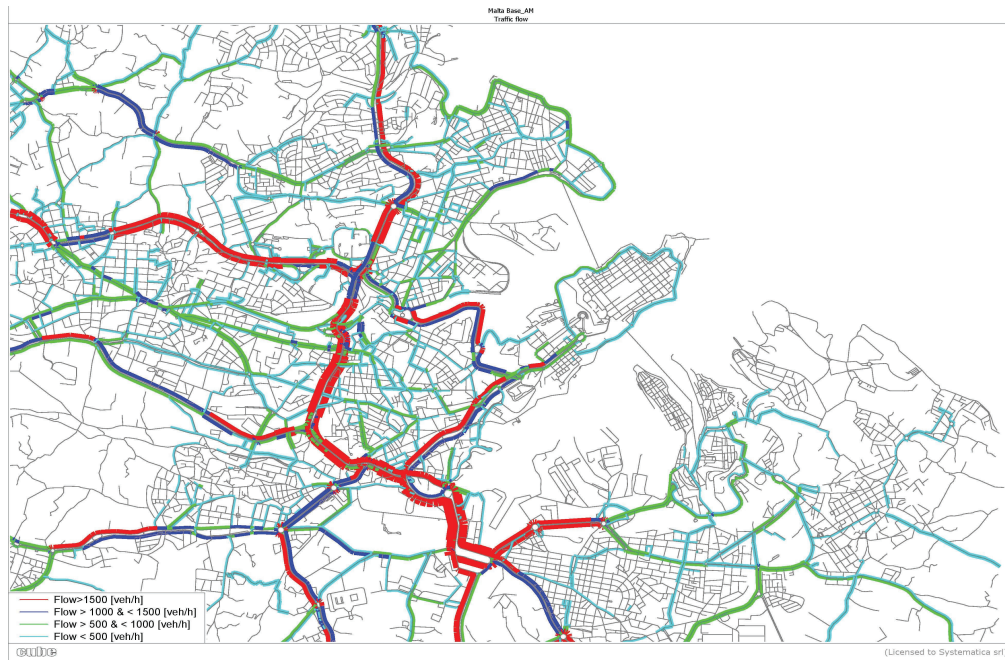 Malta Base_AM
Traffic flow
Flow>1500 [veh/h]
Flow > 1000 & < 1500 [veh/h]
Flow > 500 & < 1000 [veh/h]
Flow < 500 [veh/h]
cube
(Licensed to Systematica srl